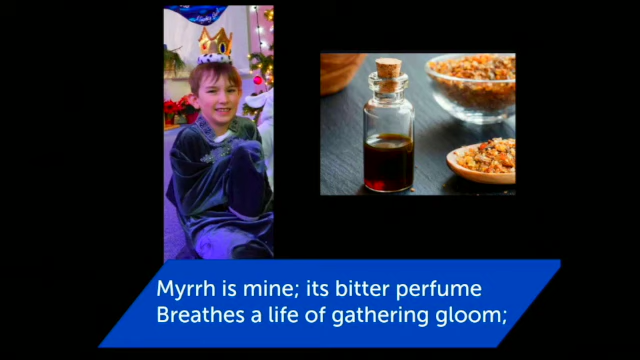 Myrrh is mine; its bitter perfume
Breathes a life of gathering gloom;